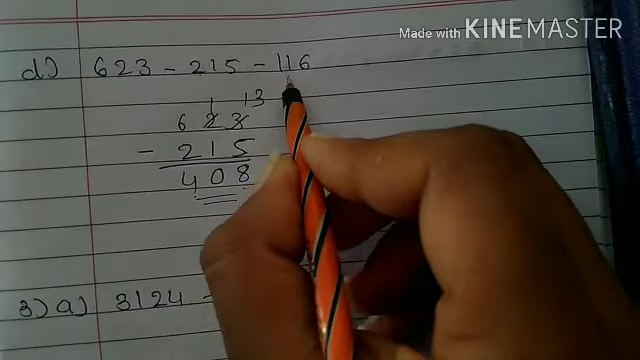 Made with KINEMASTER
d) 623 - 215 - 116
1 13
6 2 3
- 2 1 5
4 0 8
3) a) 3124 -